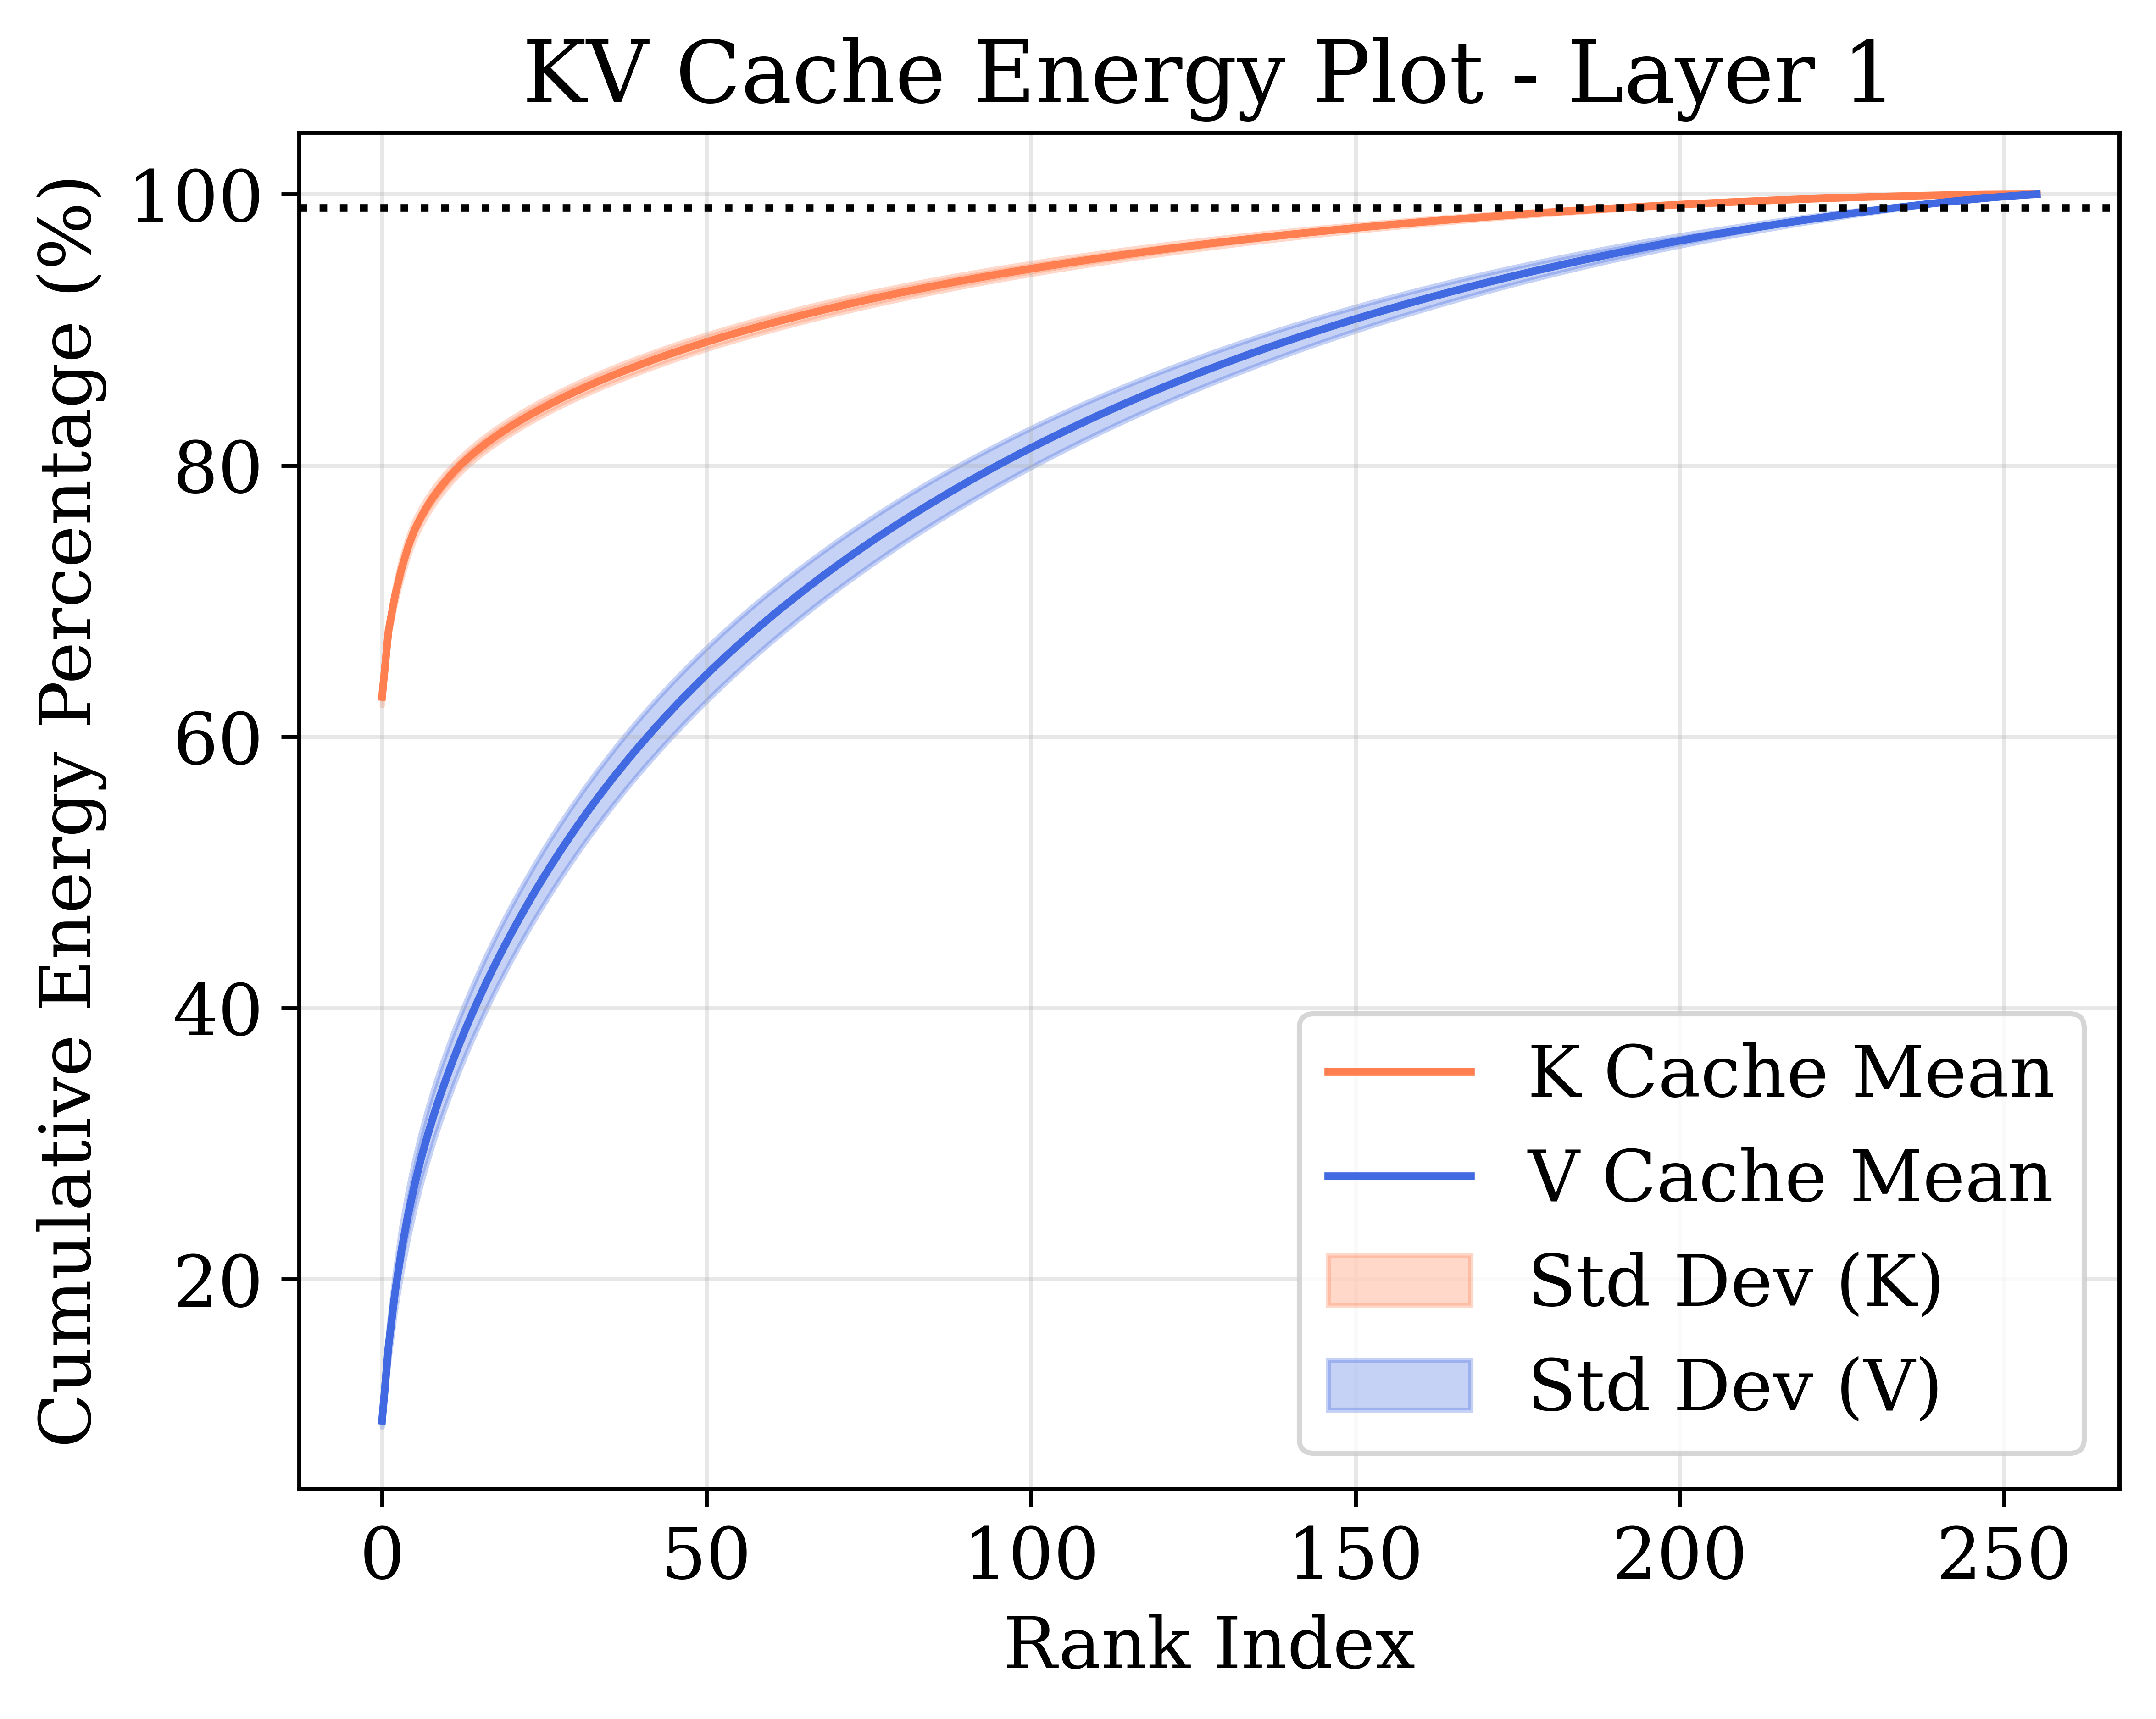 KV Cache Energy Plot - Layer 1
Cumulative Energy Percentage (%)
100
80
60
40
20
K Cache Mean
V Cache Mean
Std Dev (K)
Std Dev (V)
0 50 100 150 200 250
Rank Index